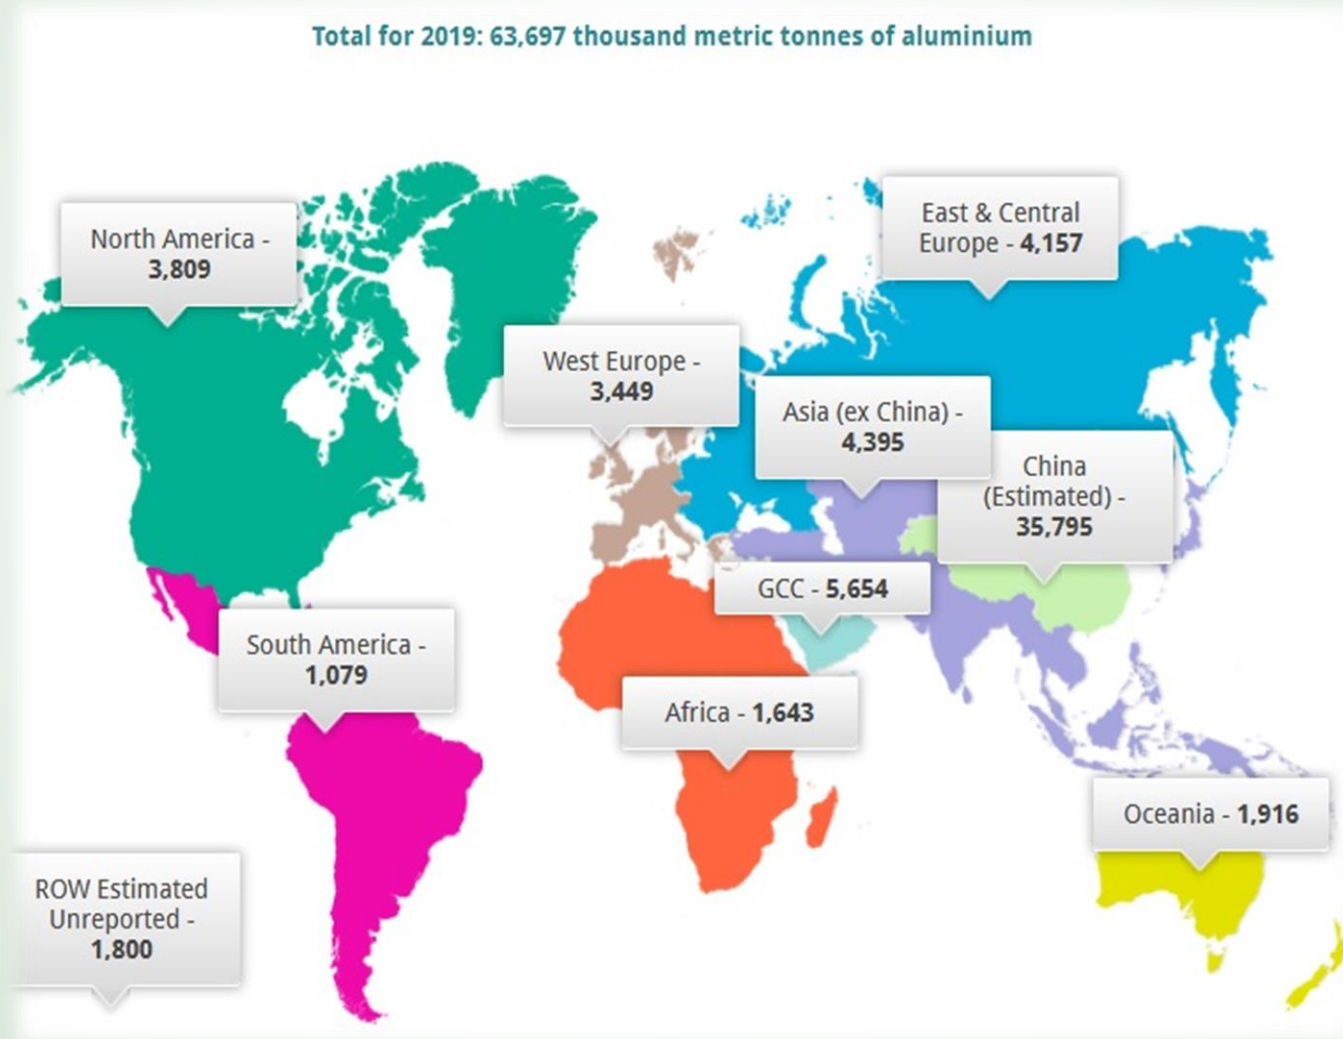 Total for 2019: 63,697 thousand metric tonnes of aluminium
North America -
3,809
East & Central
Europe - 4,157
West Europe -
3,449
Asia (ex China) -
4,395
China
(Estimated) -
35,795
GCC - 5,654
South America -
1,079
Africa - 1,643
Oceania - 1,916
ROW Estimated
Unreported -
1,800